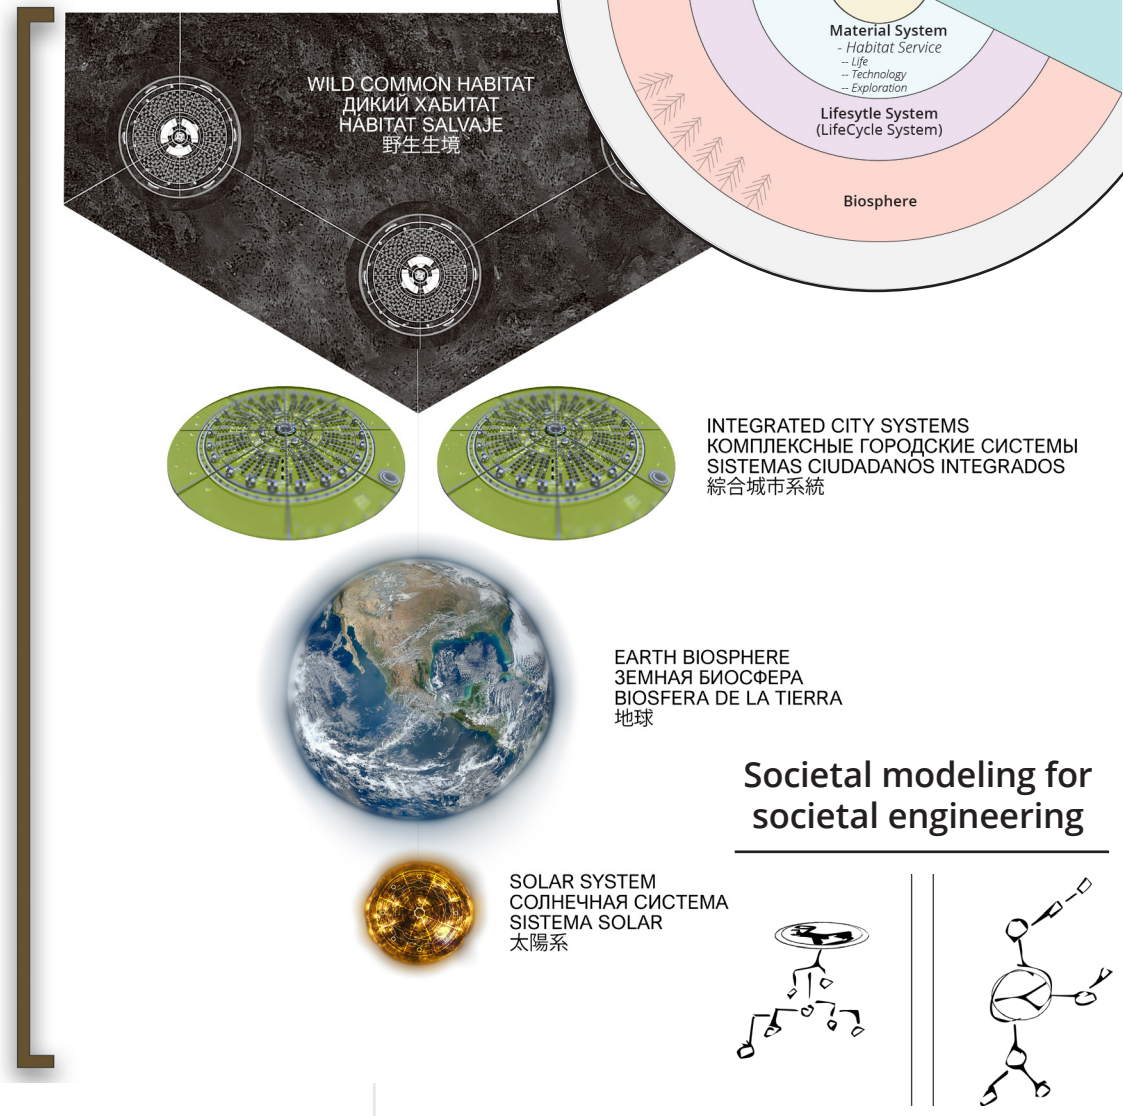 WILD COMMON HABITAT
ДИКИЙ ХАБИТАТ
HÁBITAT SALVAJE
野生生境
Material System
- Habitat Service
-- Life
-- Technology
-- Exploration
Lifesytle System
(LifeCycle System)
Biosphere
INTEGRATED CITY SYSTEMS
КОМПЛЕКСНЫЕ ГОРОДСКИЕ СИСТЕМЫ
SISTEMAS CIUDADANOS INTEGRADOS
綜合城市系統
EARTH BIOSPHERE
ЗЕМНАЯ БИОСФЕРА
BIOSFERA DE LA TIERRA
地球
Societal modeling for
societal engineering
SOLAR SYSTEM
СОЛНЕЧНАЯ СИСТЕМА
SISTEMA SOLAR
太陽系